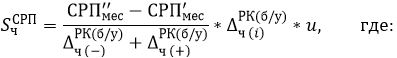 S_ч^СРП = (СРП″_мес − СРП′_мес) / (Δ_ч(−)^РК(б/у) + Δ_ч(+)^РК(б/у)) * Δ_ч(i)^РК(б/у) * u, где: